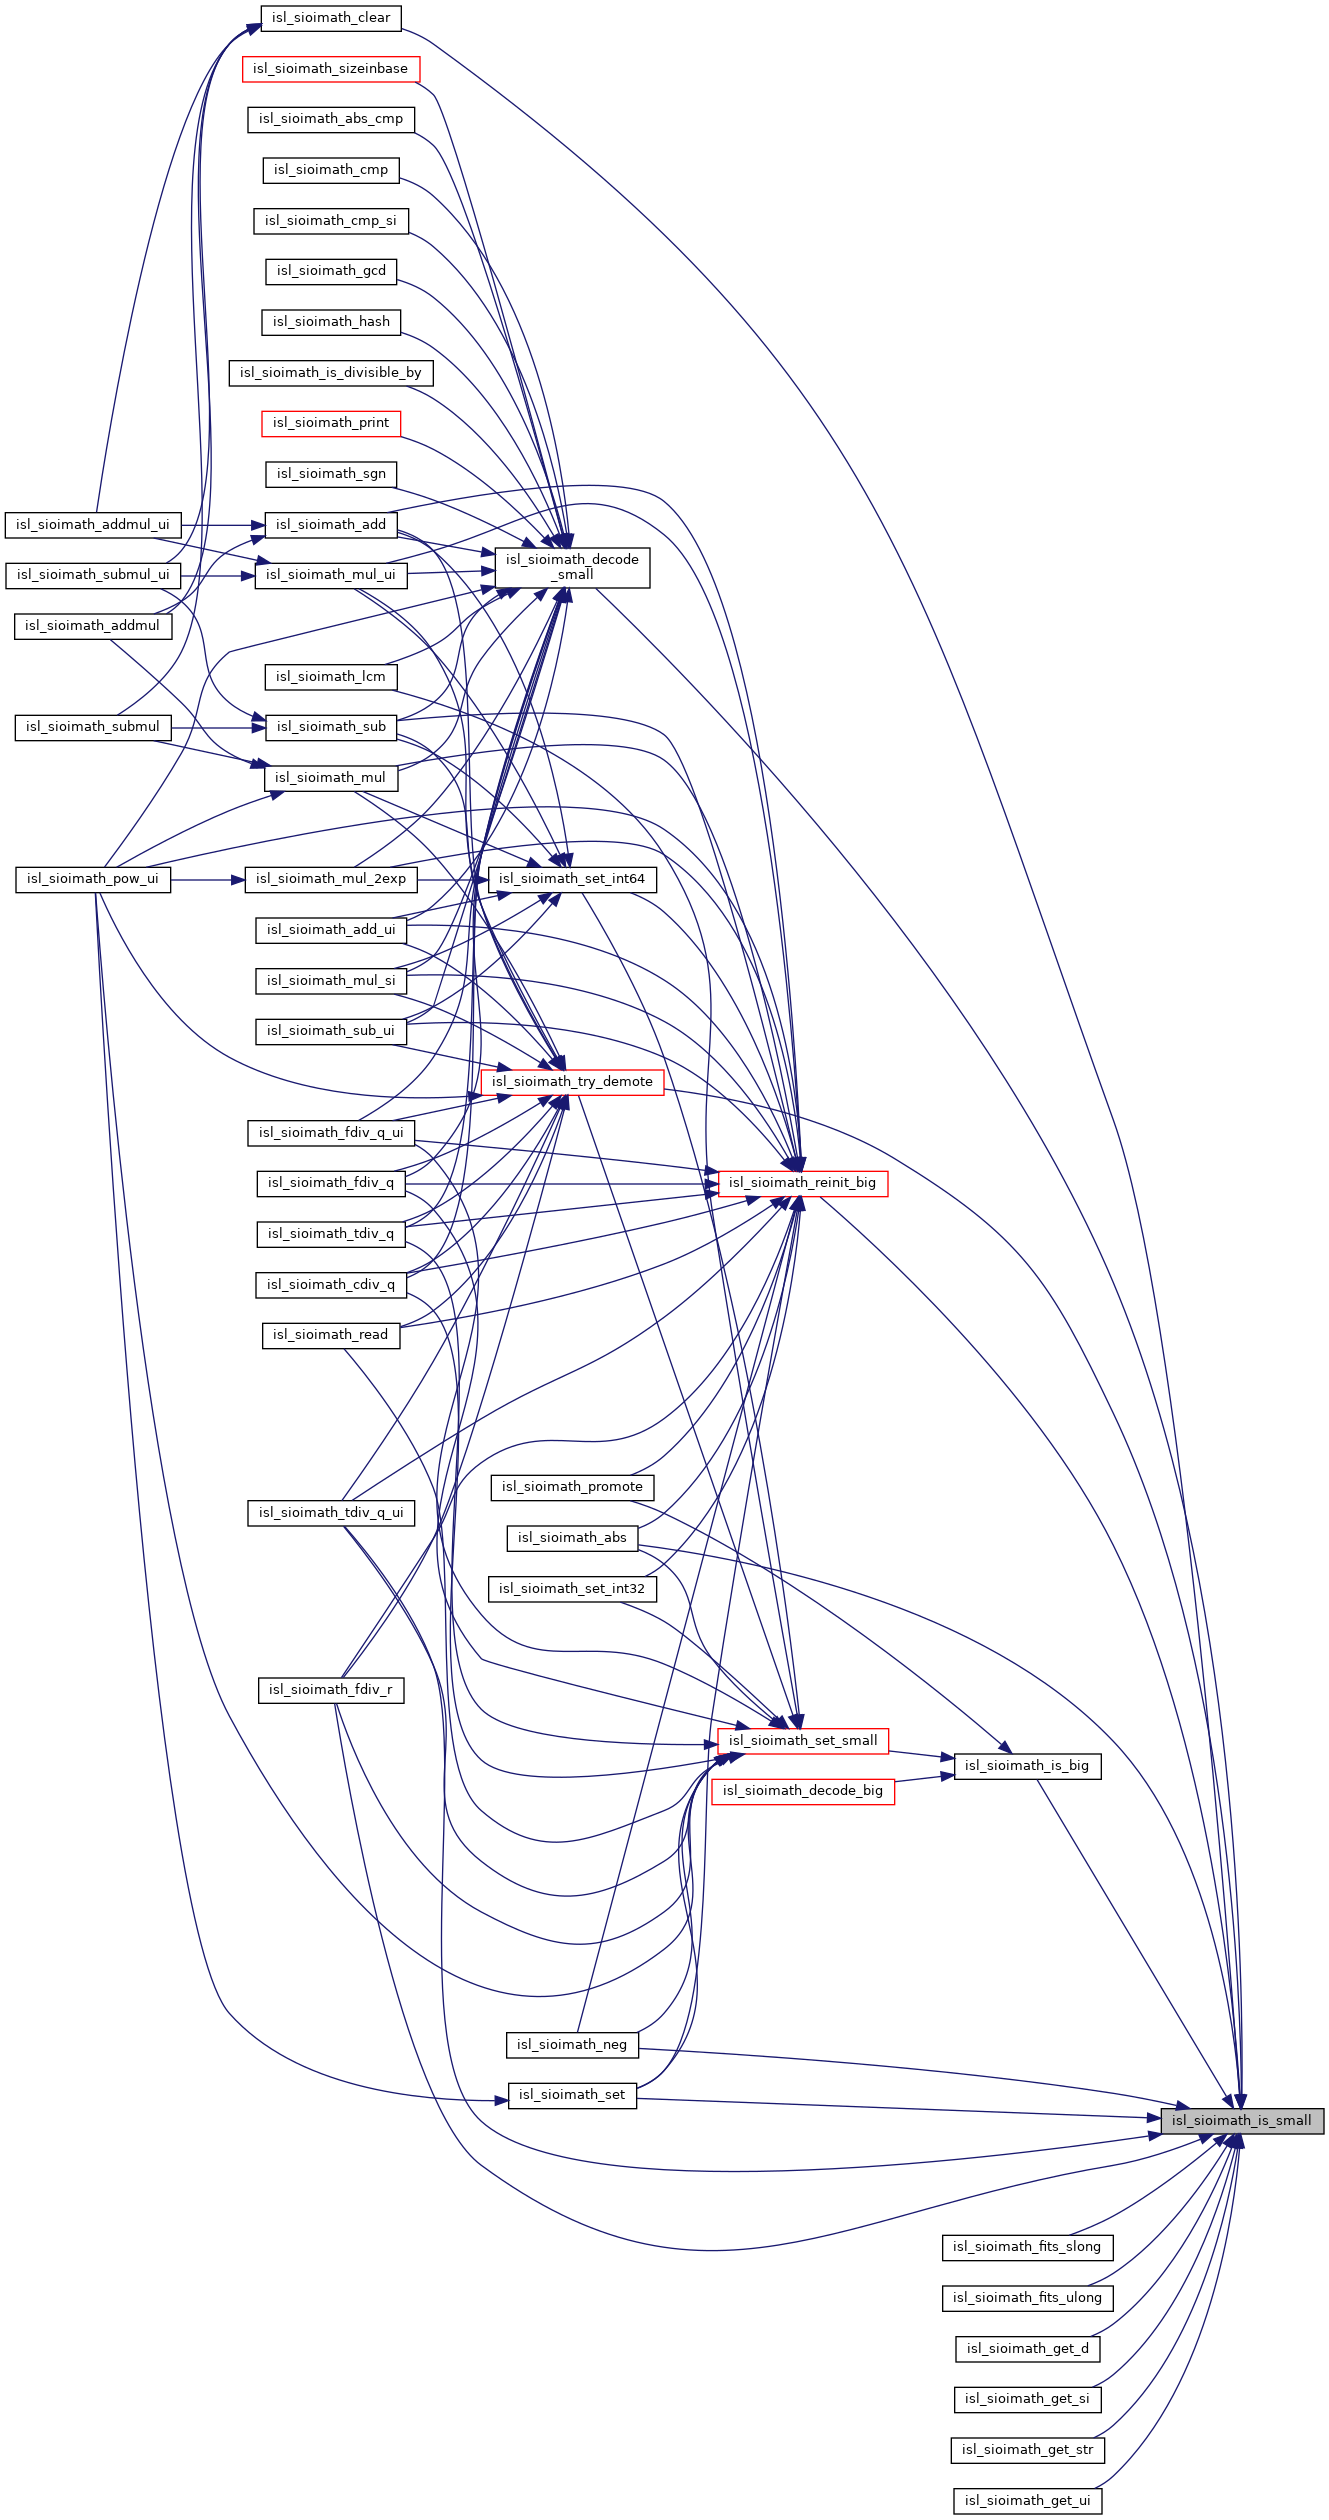 isl_sioimath_clear
isl_sioimath_sizeinbase
isl_sioimath_abs_cmp
isl_sioimath_cmp
isl_sioimath_cmp_si
isl_sioimath_gcd
isl_sioimath_hash
isl_sioimath_is_divisible_by
isl_sioimath_print
isl_sioimath_sgn
isl_sioimath_addmul_ui
isl_sioimath_add
isl_sioimath_decode
_small
isl_sioimath_submul_ui
isl_sioimath_mul_ui
isl_sioimath_addmul
isl_sioimath_lcm
isl_sioimath_submul
isl_sioimath_sub
isl_sioimath_mul
isl_sioimath_pow_ui
isl_sioimath_mul_2exp
isl_sioimath_set_int64
isl_sioimath_add_ui
isl_sioimath_mul_si
isl_sioimath_sub_ui
isl_sioimath_try_demote
isl_sioimath_fdiv_q_ui
isl_sioimath_fdiv_q
isl_sioimath_reinit_big
isl_sioimath_tdiv_q
isl_sioimath_cdiv_q
isl_sioimath_read
isl_sioimath_promote
isl_sioimath_tdiv_q_ui
isl_sioimath_abs
isl_sioimath_set_int32
isl_sioimath_fdiv_r
isl_sioimath_set_small
isl_sioimath_is_big
isl_sioimath_decode_big
isl_sioimath_neg
isl_sioimath_set
isl_sioimath_is_small
isl_sioimath_fits_slong
isl_sioimath_fits_ulong
isl_sioimath_get_d
isl_sioimath_get_si
isl_sioimath_get_str
isl_sioimath_get_ui